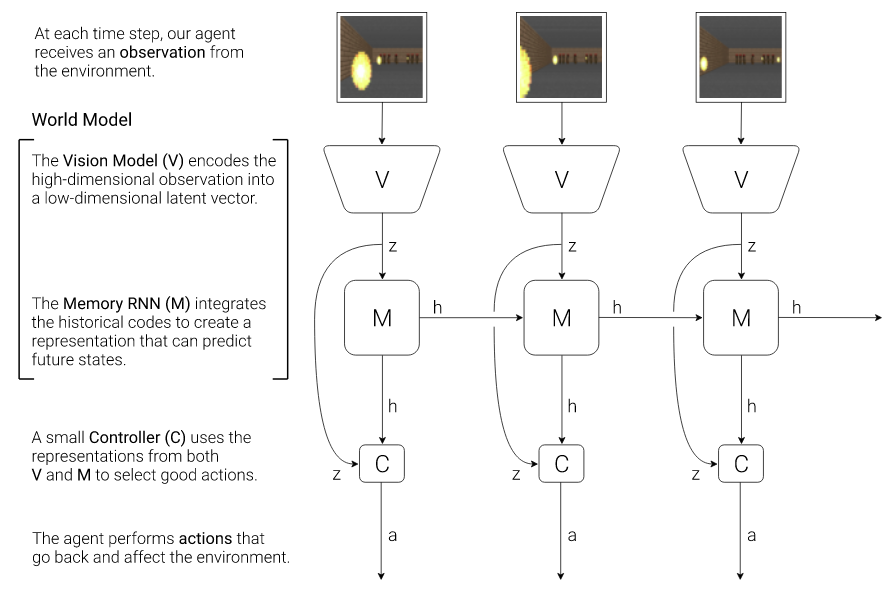 At each time step, our agent
receives an observation from
the environment.
World Model
The Vision Model (V) encodes the
high-dimensional observation into
a low-dimensional latent vector.
The Memory RNN (M) integrates
the historical codes to create a
representation that can predict
future states.
A small Controller (C) uses the
representations from both
V and M to select good actions.
The agent performs actions that
go back and affect the environment.
V V V
z z z
M h M h M h
h h h
z C z C z C
a a a